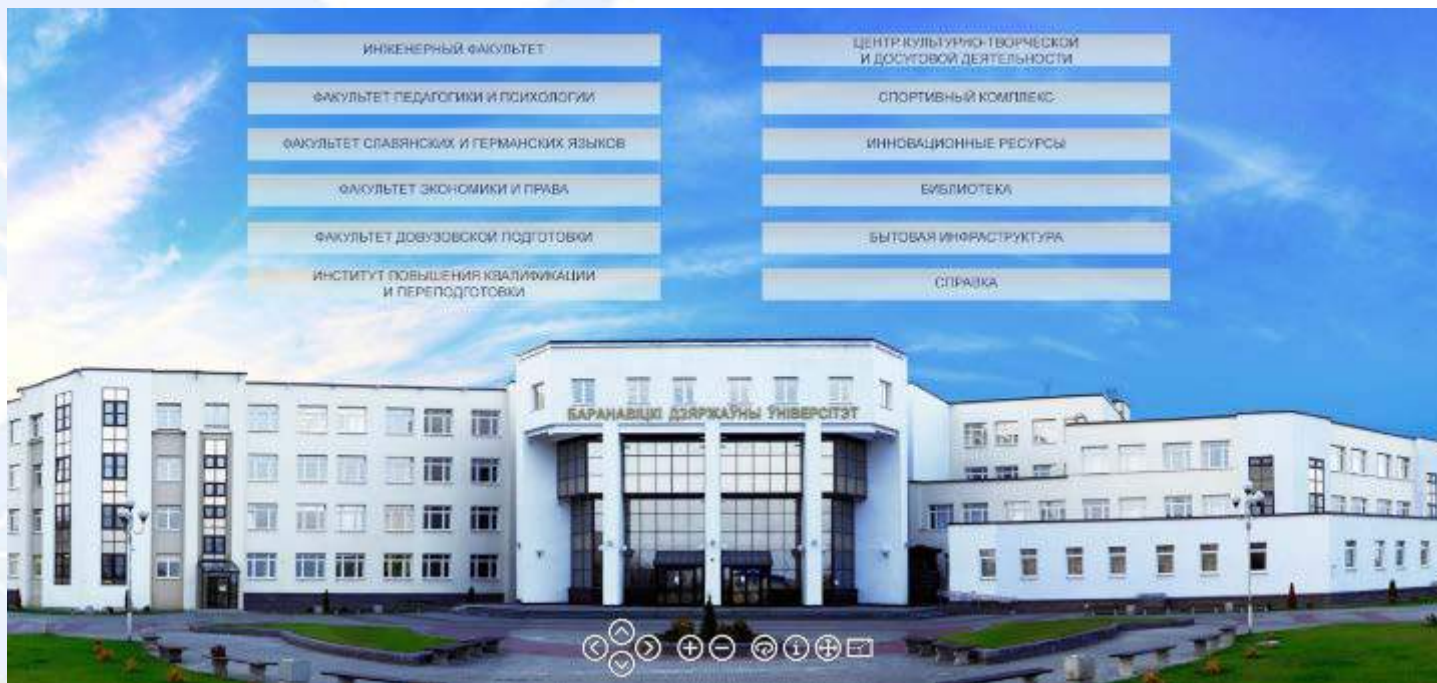 ИНЖЕНЕРНЫЙ ФАКУЛЬТЕТ
ФАКУЛЬТЕТ ПЕДАГОГИКИ И ПСИХОЛОГИИ
ФАКУЛЬТЕТ СЛАВЯНСКИХ И ГЕРМАНСКИХ ЯЗЫКОВ
ФАКУЛЬТЕТ ЭКОНОМИКИ И ПРАВА
ФАКУЛЬТЕТ ДОВУЗОВСКОЙ ПОДГОТОВКИ
ИНСТИТУТ ПОВЫШЕНИЯ КВАЛИФИКАЦИИ
И ПЕРЕПОДГОТОВКИ
ЦЕНТР КУЛЬТУРНО-ТВОРЧЕСКОЙ
И ДОСУГОВОЙ ДЕЯТЕЛЬНОСТИ
СПОРТИВНЫЙ КОМПЛЕКС
ИННОВАЦИОННЫЕ РЕСУРСЫ
БИБЛИОТЕКА
БЫТОВАЯ ИНФРАСТРУКТУРА
СПРАВКА
БАРАНАВІЦКІ ДЗЯРЖАЎНЫ ЎНІВЕРСІТЭТ